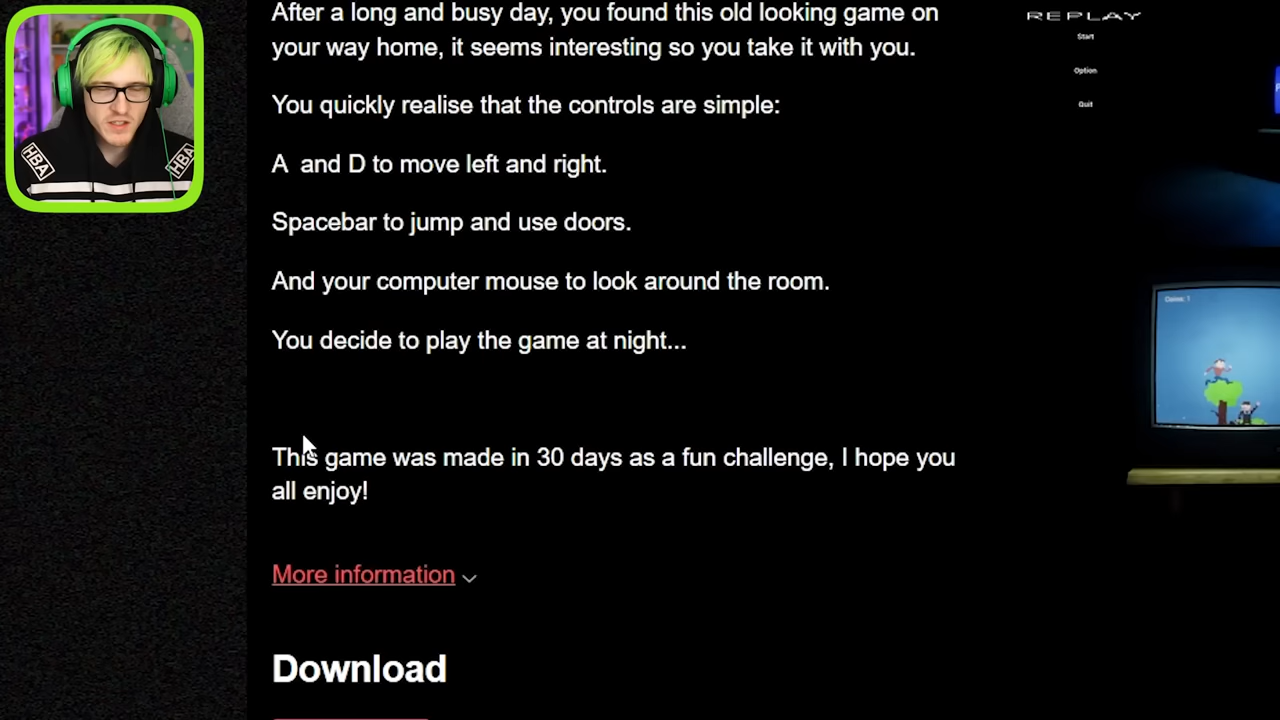 After a long and busy day, you found this old looking game on
your way home, it seems interesting so you take it with you.
You quickly realise that the controls are simple:
A  and D to move left and right.
Spacebar to jump and use doors.
And your computer mouse to look around the room.
You decide to play the game at night...
This game was made in 30 days as a fun challenge, I hope you
all enjoy!
More information
Download
REPLAY
Start
Option
Quit
HBA
HBA